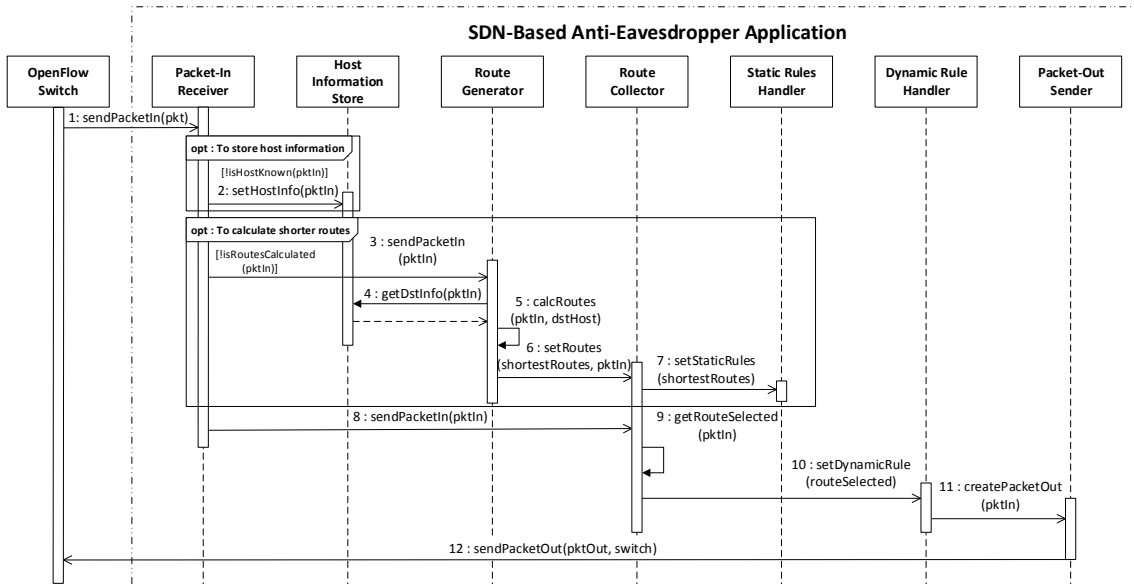 SDN-Based Anti-Eavesdropper Application
OpenFlow
Switch
Packet-In
Receiver
Host
Information
Store
Route
Generator
Route
Collector
Static Rules
Handler
Dynamic Rule
Handler
Packet-Out
Sender
1: sendPacketIn(pkt)
opt : To store host information
[!isHostKnown(pktIn)]
2: setHostInfo(pktIn)
opt : To calculate shorter routes
[!isRoutesCalculated
(pktIn)]
3 : sendPacketIn
(pktIn)
4 : getDstInfo(pktIn)
5 : calcRoutes
(pktIn, dstHost)
6 : setRoutes
(shortestRoutes, pktIn)
7 : setStaticRules
(shortestRoutes)
8 : sendPacketIn(pktIn)
9 : getRouteSelected
(pktIn)
10 : setDynamicRule
(routeSelected)
11 : createPacketOut
(pktIn)
12 : sendPacketOut(pktOut, switch)